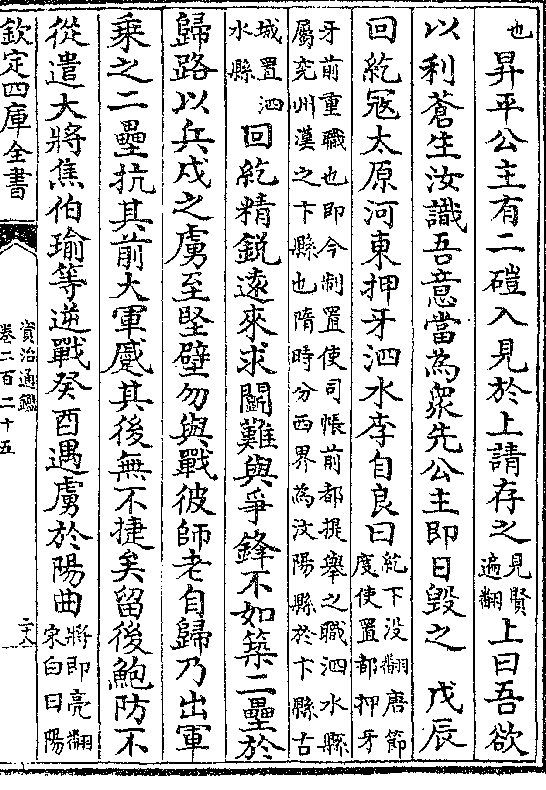 也昇平公主有二磑入見於上請存之見賢遍翻上曰吾欲
以利蒼生汝識吾意當為衆先公主即日毀之　戊辰
回紇冦太原河東押牙泗水李自良曰紇下没翻唐節度使置都押牙
牙前重職也即今制置使司帳前都提舉之職泗水縣屬兖州漢之卞縣也隋時分西界為汶陽縣於卞縣古
城置泗水縣回紇精銳遠來求鬬難與爭鋒不如築二壘於
歸路以兵戍之虜至堅壁勿與戰彼師老自歸乃出軍
乘之二壘抗其前大軍蹙其後無不捷矣留後鮑防不
從遣大將焦伯瑜等逆戰癸酉遇虜於陽曲將即亮翻宋白曰陽
欽定四庫全書
資治通鑑
卷二百二十五